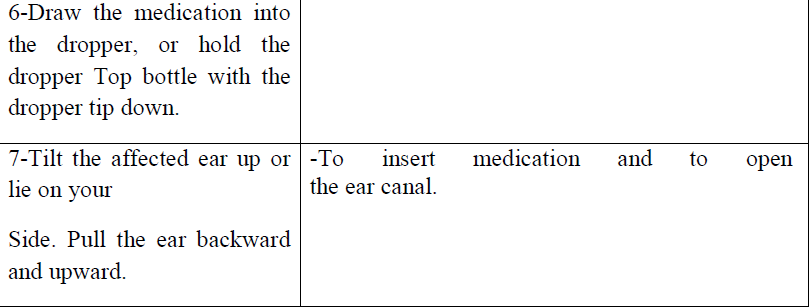 6-Draw the medication into
the dropper, or hold the
dropper Top bottle with the
dropper tip down.
7-Tilt the affected ear up or
lie on your
Side. Pull the ear backward
and upward.
-To insert medication and to open
the ear canal.